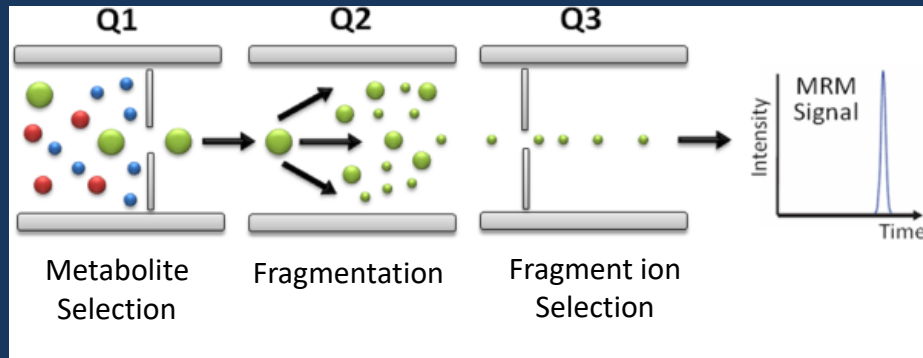 Q1
Q2
Q3
MRM
Signal
Intensity
Time
Metabolite
Selection
Fragmentation
Fragment ion
Selection